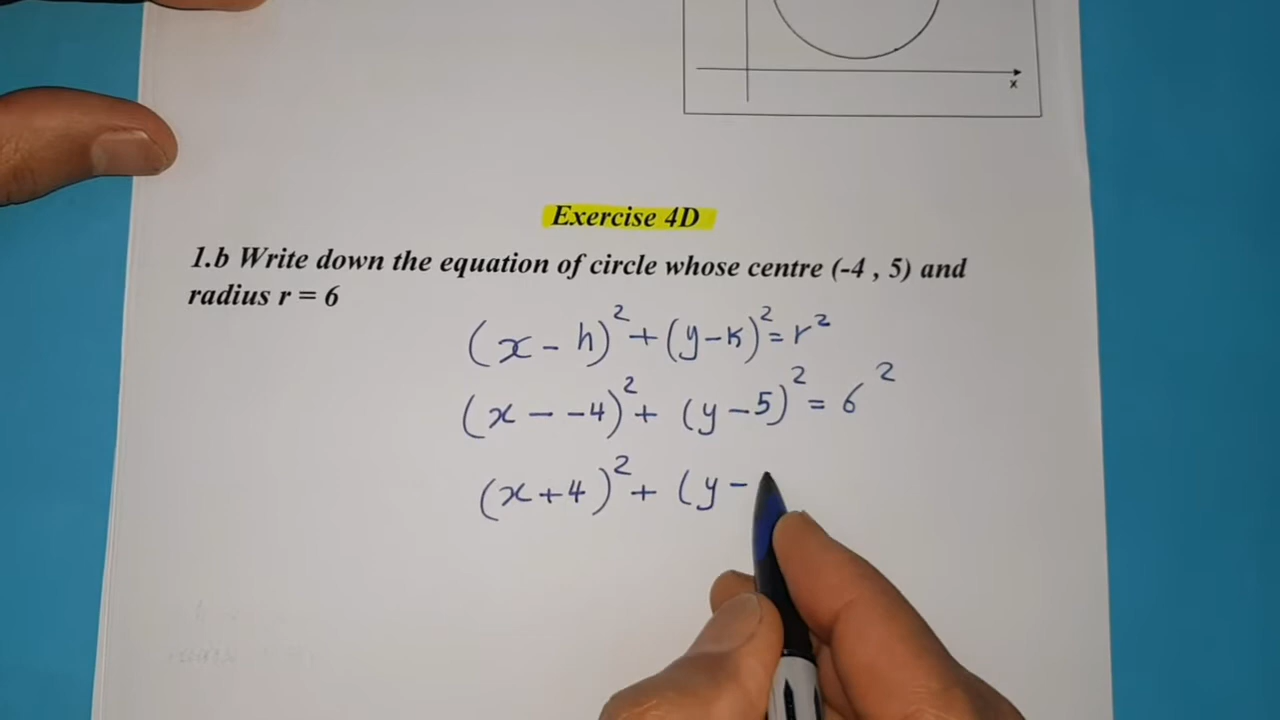 x
Exercise 4D
1.b Write down the equation of circle whose centre (-4 , 5) and
radius r = 6
(x - h)² + (y - k)² = r²
(x - -4)² + (y - 5)² = 6²
(x + 4)² + (y -